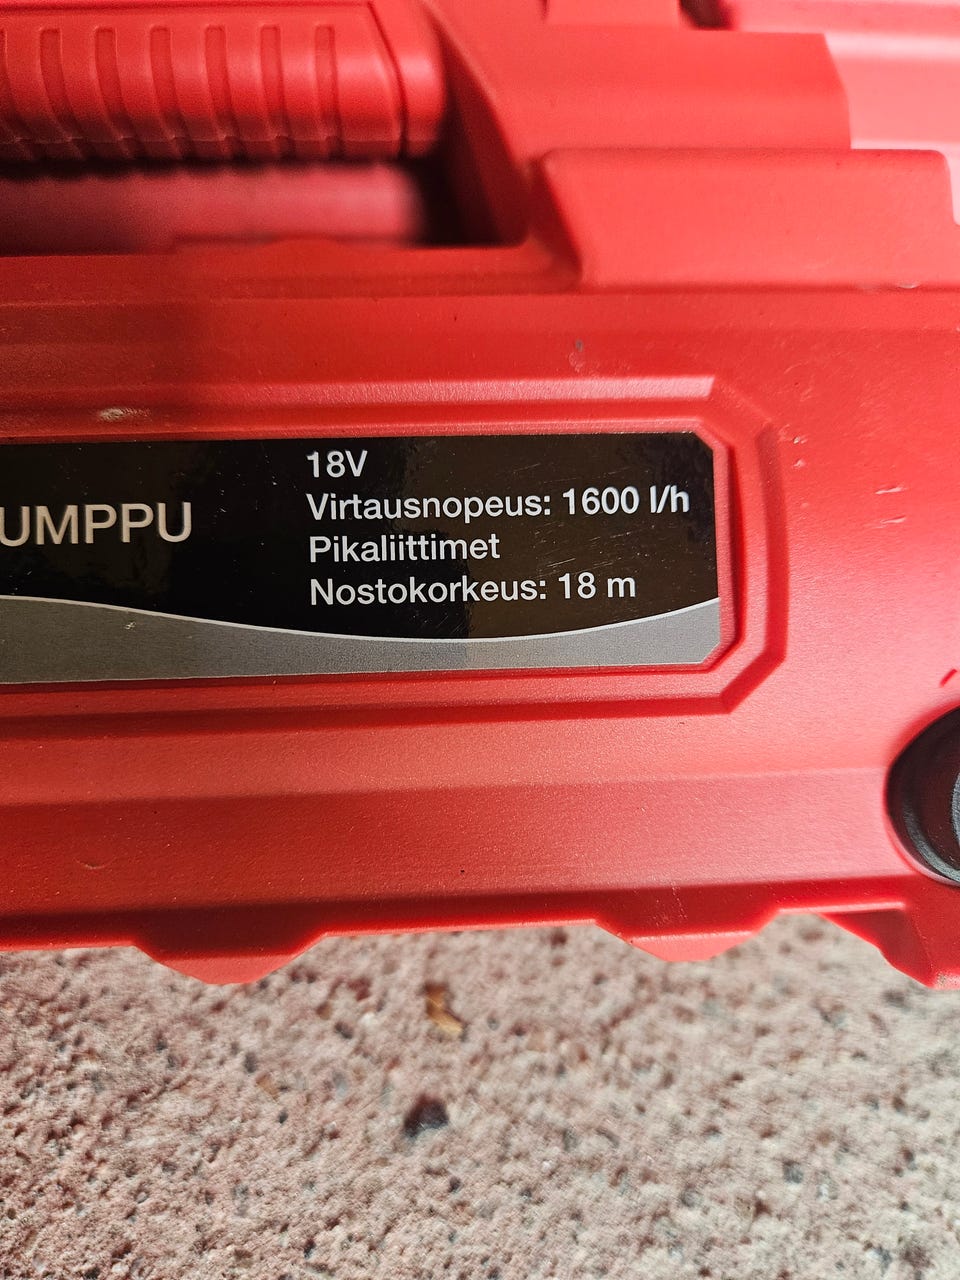 UMPPU
18V
Virtausnopeus: 1600 l/h
Pikaliittimet
Nostokorkeus: 18 m